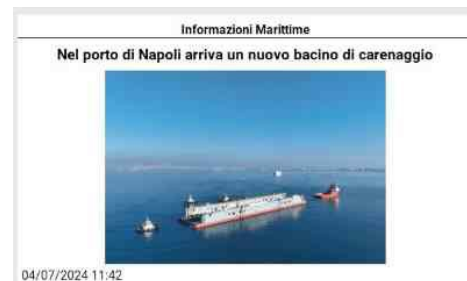 Informazioni Marittime
Nel porto di Napoli arriva un nuovo bacino di carenaggio
04/07/2024 11:42